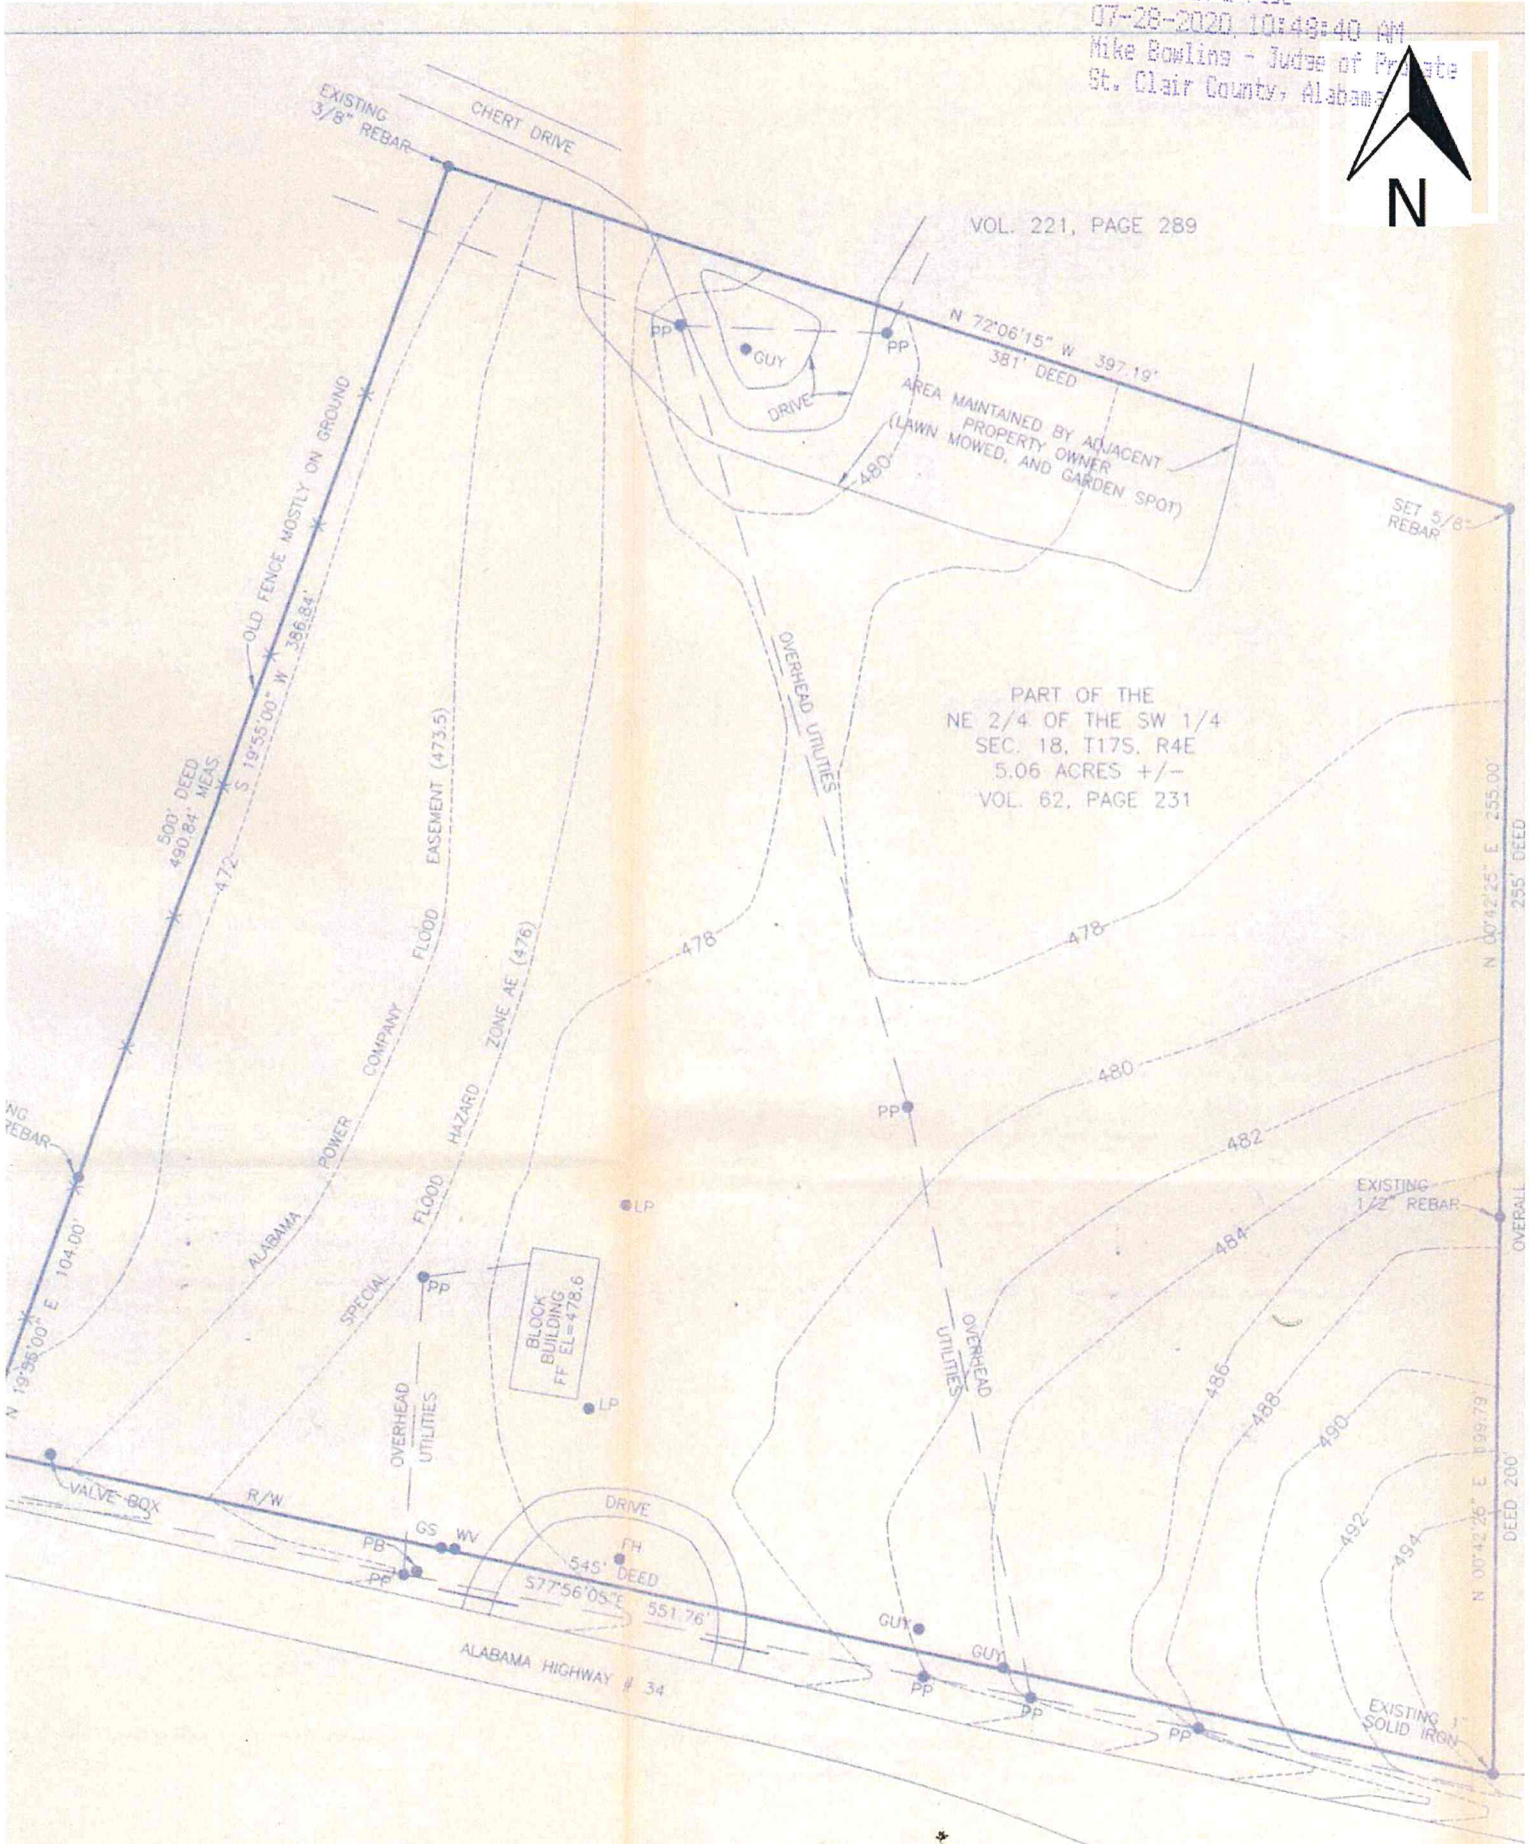 07-28-2020 10:48:40 AM
Mike Bowling - Judge of Probate
St. Clair County, Alabama
N
EXISTING
3/8" REBAR
CHERT DRIVE
VOL. 221, PAGE 289
N 72°06'15" W 397.19'
381' DEED
PP
GUY
PP
DRIVE
AREA MAINTAINED BY ADJACENT
PROPERTY OWNER
(LAWN MOWED, AND GARDEN SPOT)
480
SET 5/8"
REBAR
OLD FENCE MOSTLY ON GROUND
S 19°55'00" W 386.84'
500' DEED
490.84' MEAS
472
ALABAMA POWER COMPANY FLOOD EASEMENT (473.5)
SPECIAL FLOOD HAZARD ZONE AE (476)
OVERHEAD UTILITIES
PART OF THE
NE 2/4 OF THE SW 1/4
SEC. 18, T17S, R4E
5.06 ACRES +/-
VOL. 62, PAGE 231
N 00°42'25" E 255.00
255' DEED
478
478
480
PP
482
REBAR
EXISTING
1/2" REBAR
OVERALL
484
LP
N 19°56'00" E 104.00'
PP
BLOCK
BUILDING
FF EL=478.6
LP
OVERHEAD
UTILITIES
OVERHEAD
UTILITIES
486
488
490
492
494
N 00°42'26" E 199.79
DEED 200'
VALVE BOX
R/W
GS
WV
PB
PP
DRIVE
FH
545' DEED
S77°56'05"E 551.76'
GUY
GUY
PP
PP
PP
ALABAMA HIGHWAY # 34
EXISTING
SOLID IRON